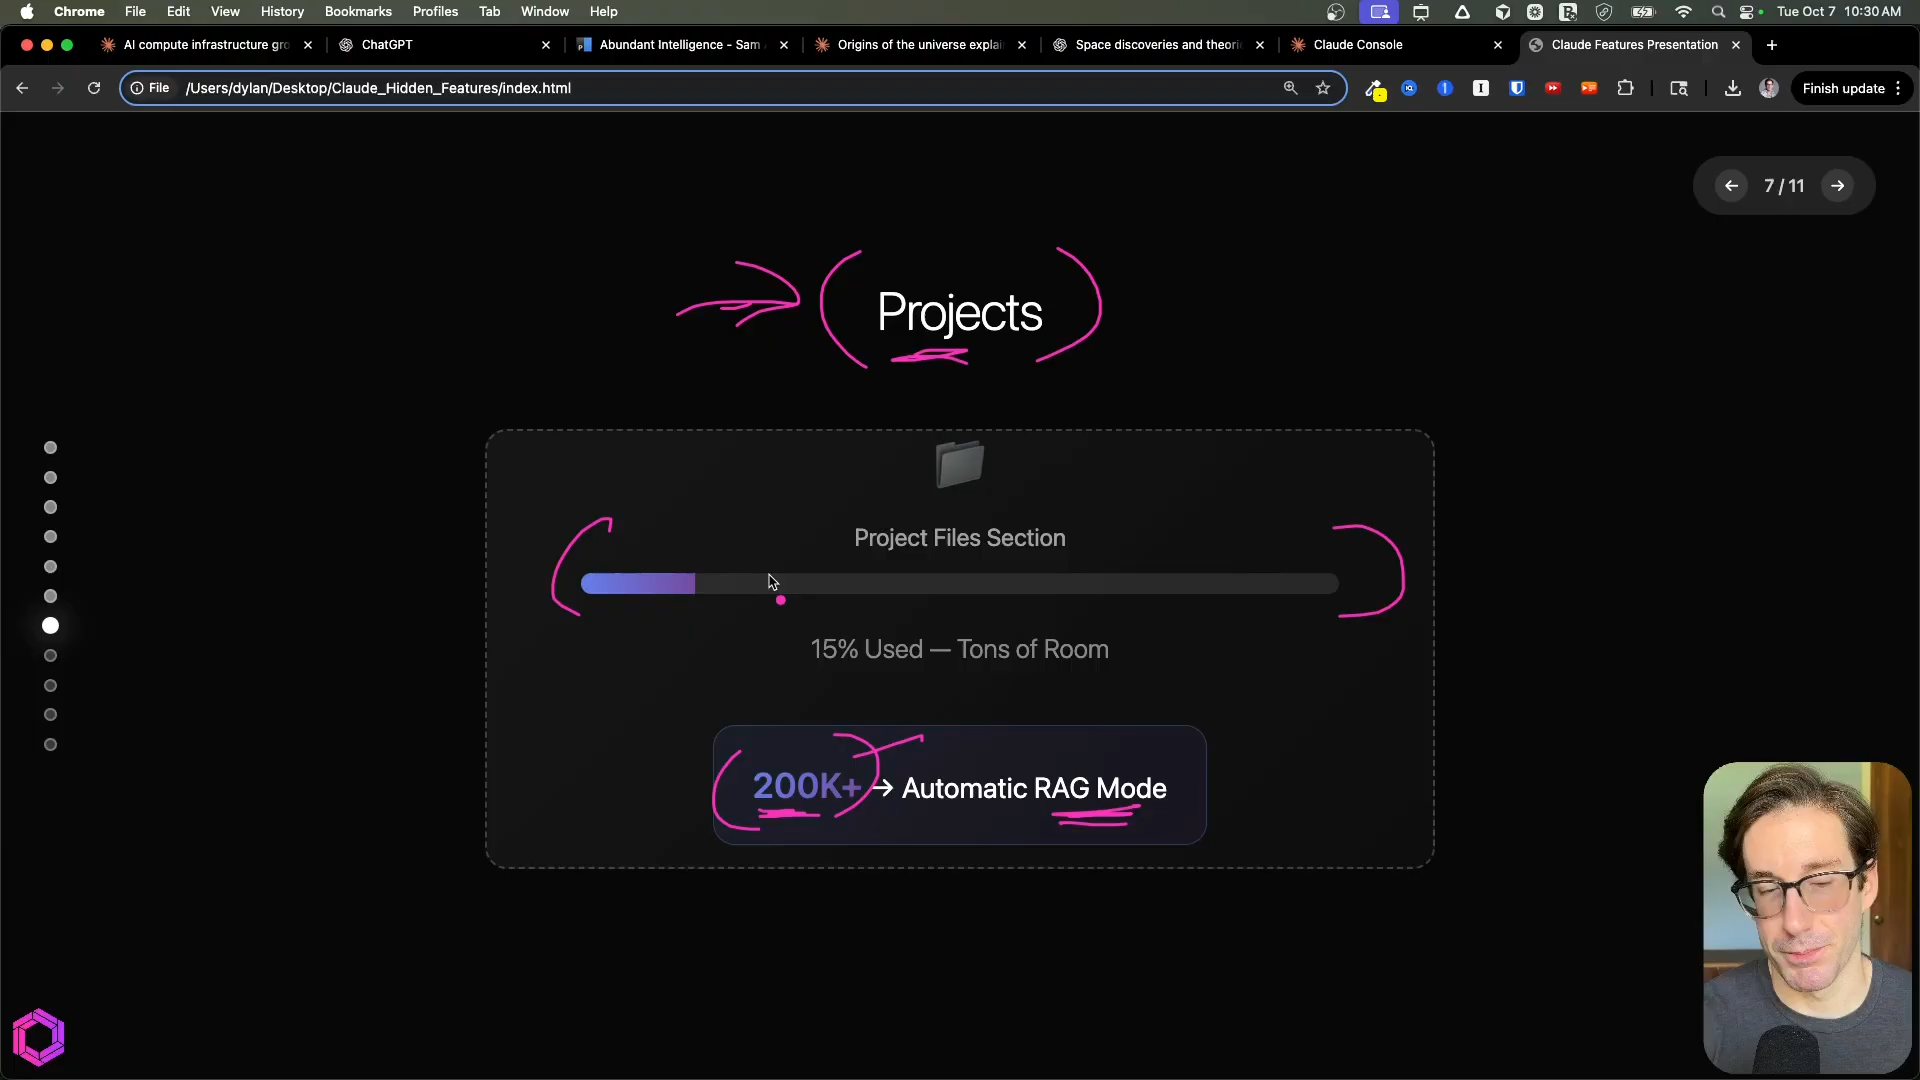 Chrome File Edit View History Bookmarks Profiles Tab Window Help Tue Oct 7 10:30 AM
AI compute infrastructure gro ChatGPT Abundant Intelligence - Sam Origins of the universe explai Space discoveries and theori Claude Console Claude Features Presentation
File /Users/dylan/Desktop/Claude_Hidden_Features/index.html Finish update
7 / 11
Projects
Project Files Section
15% Used — Tons of Room
200K+ → Automatic RAG Mode